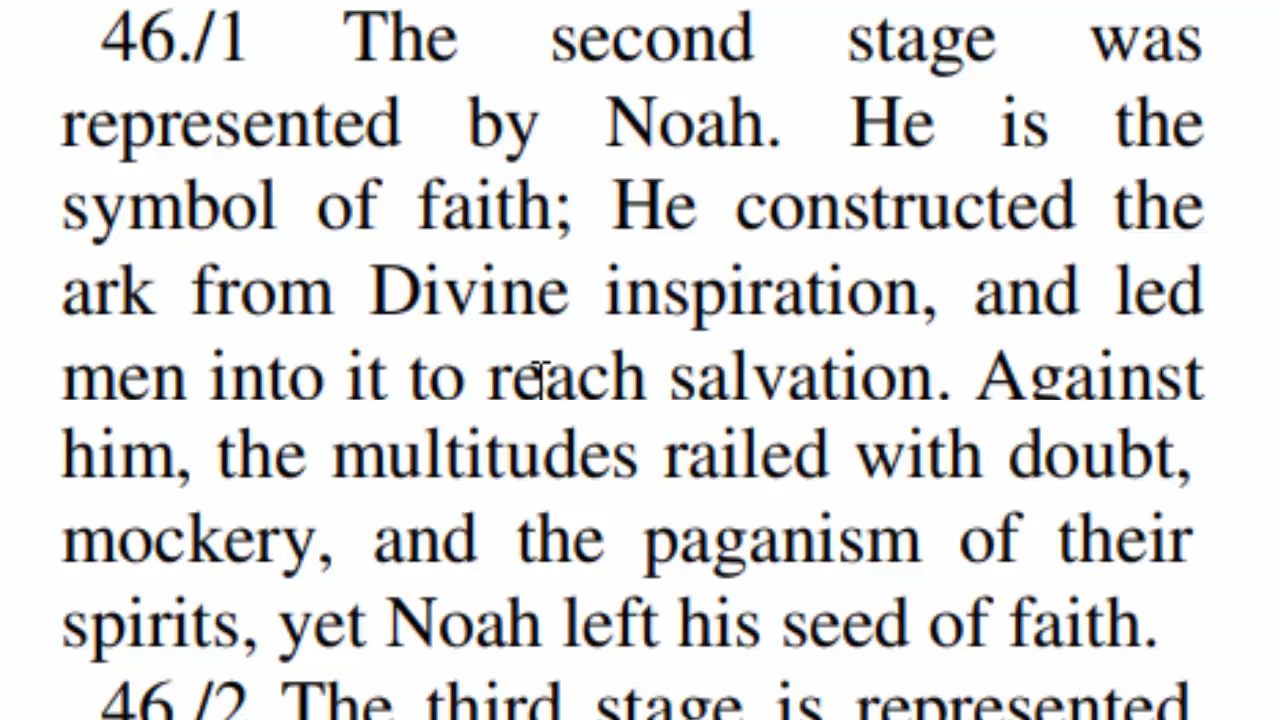 46./1 The second stage was
represented by Noah. He is the
symbol of faith; He constructed the
ark from Divine inspiration, and led
men into it to reach salvation. Against
him, the multitudes railed with doubt,
mockery, and the paganism of their
spirits, yet Noah left his seed of faith.
46./2 The third stage is represented